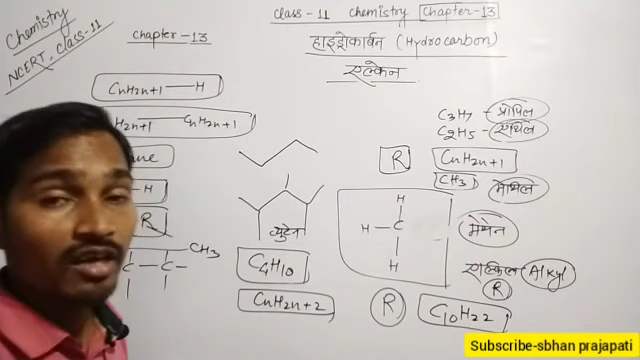 Chemistry
NCERT, Class-11
Class-11 Chemistry Chapter-13
Chapter-13
हाइड्रोकार्बन (Hydrocarbon)
एल्केन
CnH2n+1—H
H2n+1—CnH2n+1
ane
-H
R
CH3
C—C—
ब्युटेन
C4H10
CnH2n+2
C3H7 - प्रोपिल
C2H5 - एथिल
R CnH2n+1
CH3 मेथिल
H
H—C
H
मेथेन
एल्किल Alkyl
R
R C10H22
Subscribe-sbhan prajapati